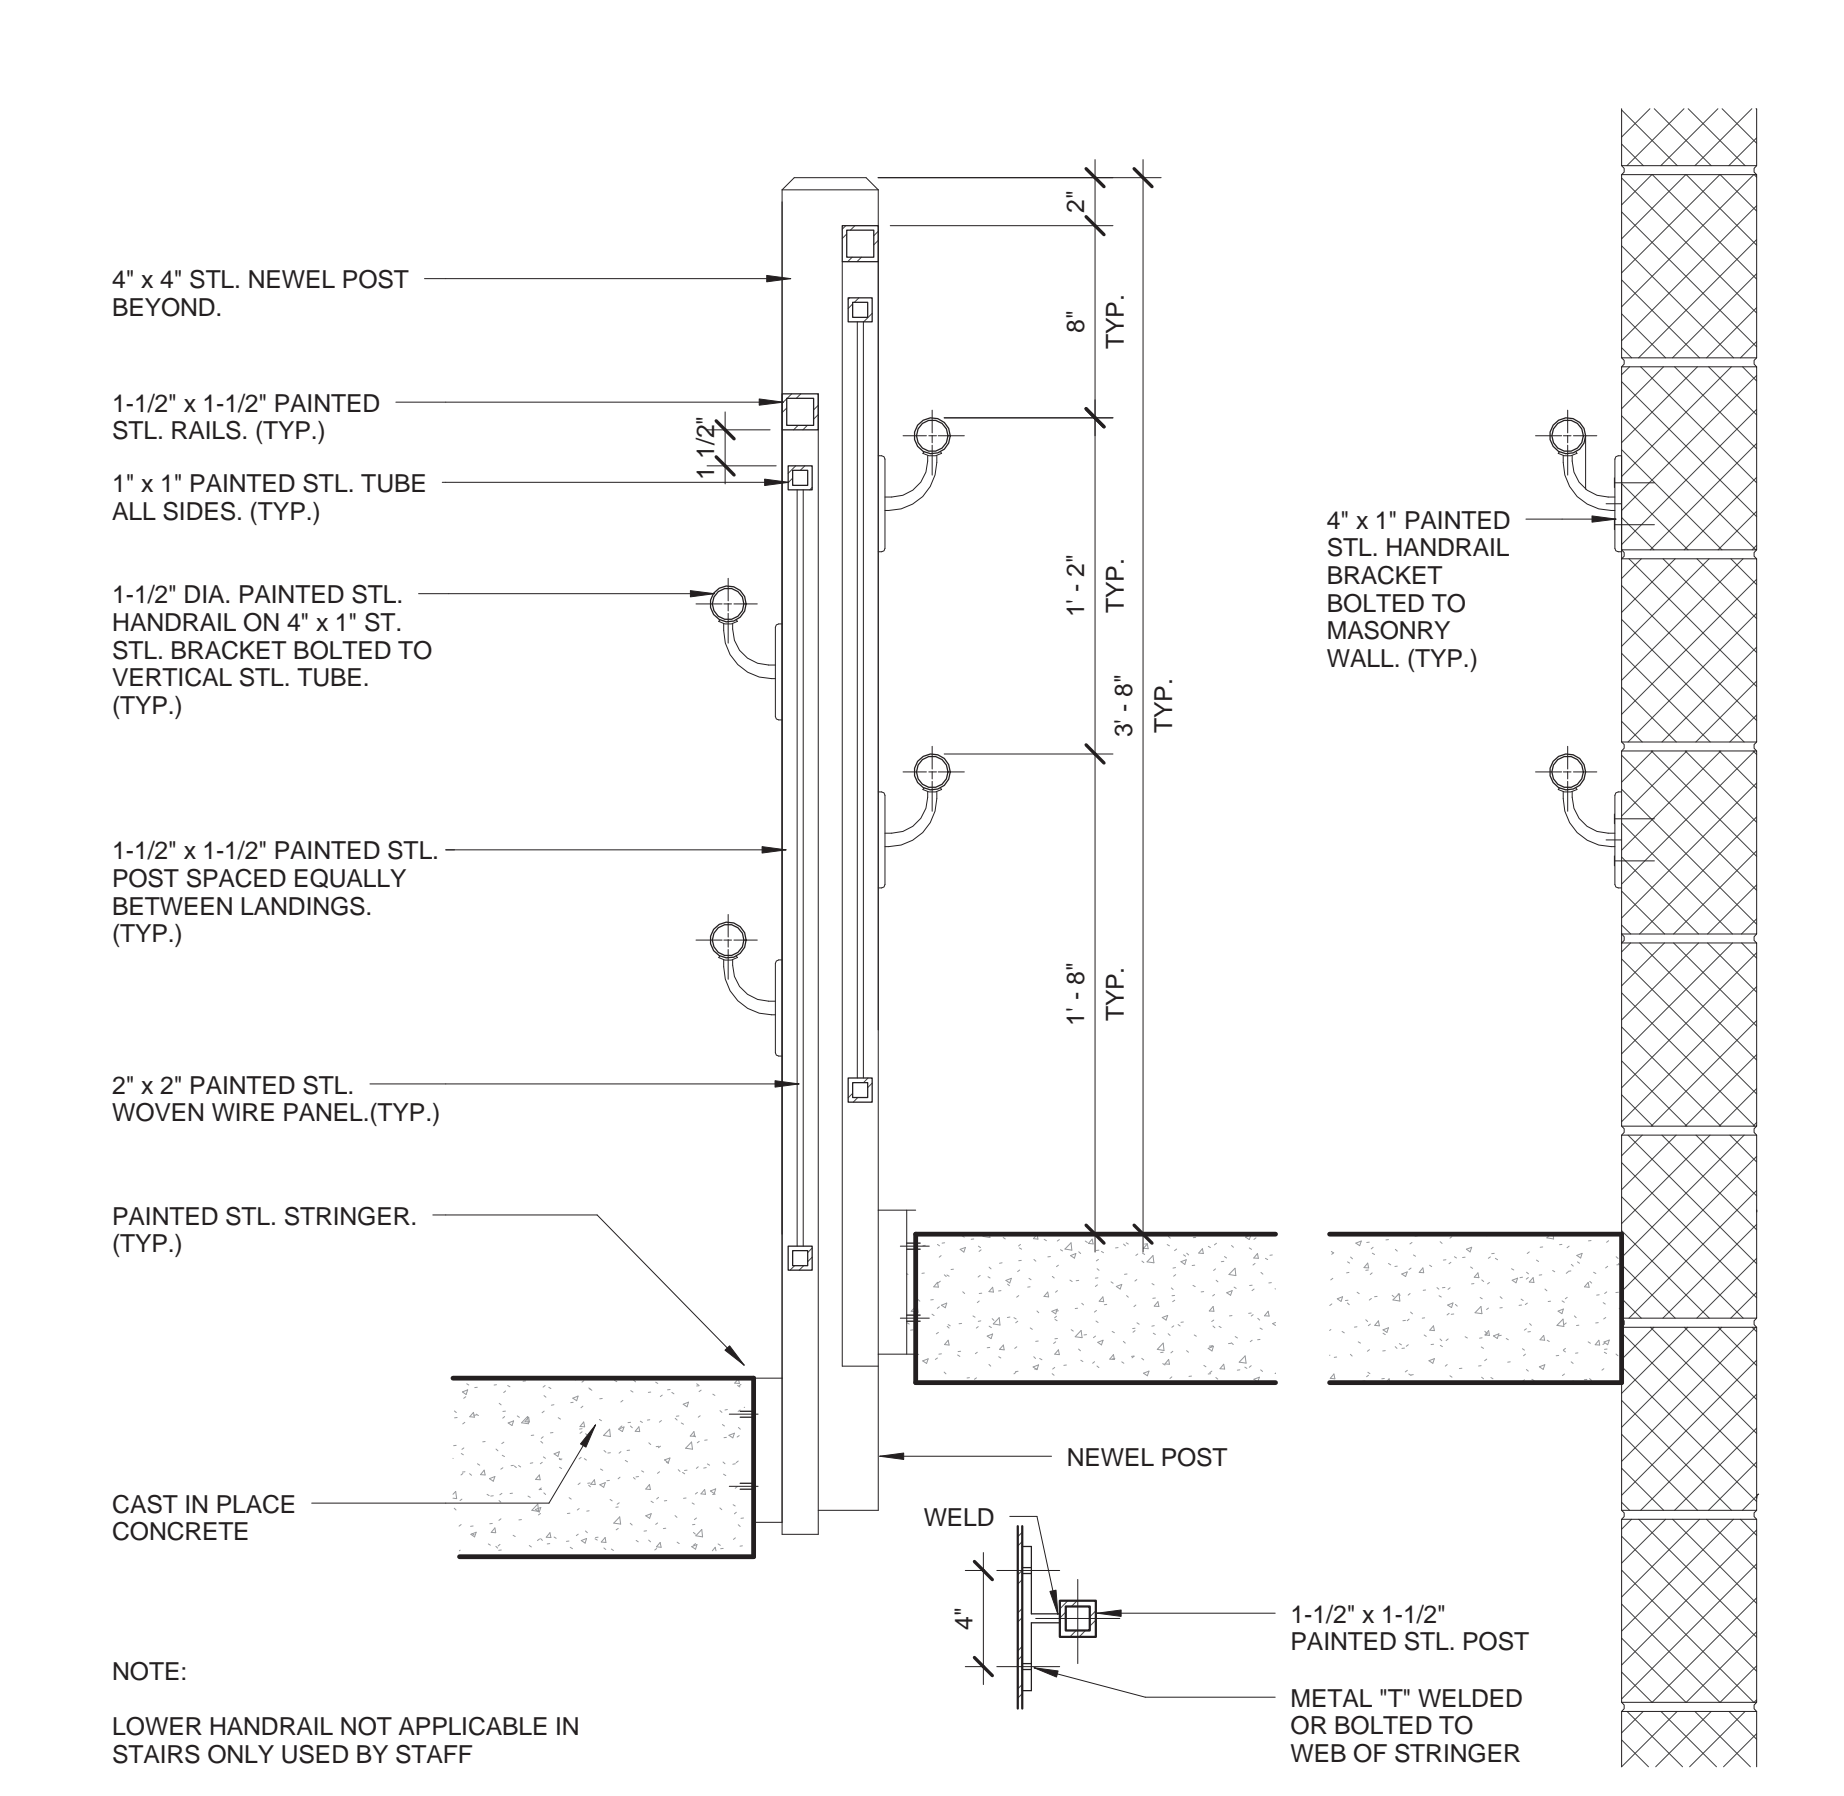 2"
4" x 4" STL. NEWEL POST
BEYOND.
8"
TYP.
1-1/2" x 1-1/2" PAINTED
STL. RAILS. (TYP.)
1 1/2"
1" x 1" PAINTED STL. TUBE
ALL SIDES. (TYP.)
4" x 1" PAINTED
STL. HANDRAIL
BRACKET
BOLTED TO
MASONRY
WALL. (TYP.)
1' - 2"
TYP.
1-1/2" DIA. PAINTED STL.
HANDRAIL ON 4" x 1" ST.
STL. BRACKET BOLTED TO
VERTICAL STL. TUBE.
(TYP.)
3' - 8"
TYP.
1-1/2" x 1-1/2" PAINTED STL.
POST SPACED EQUALLY
BETWEEN LANDINGS.
(TYP.)
1' - 8"
TYP.
2" x 2" PAINTED STL.
WOVEN WIRE PANEL.(TYP.)
PAINTED STL. STRINGER.
(TYP.)
NEWEL POST
CAST IN PLACE
CONCRETE
WELD
4"
1-1/2" x 1-1/2"
PAINTED STL. POST
METAL "T" WELDED
OR BOLTED TO
WEB OF STRINGER
NOTE:
LOWER HANDRAIL NOT APPLICABLE IN
STAIRS ONLY USED BY STAFF